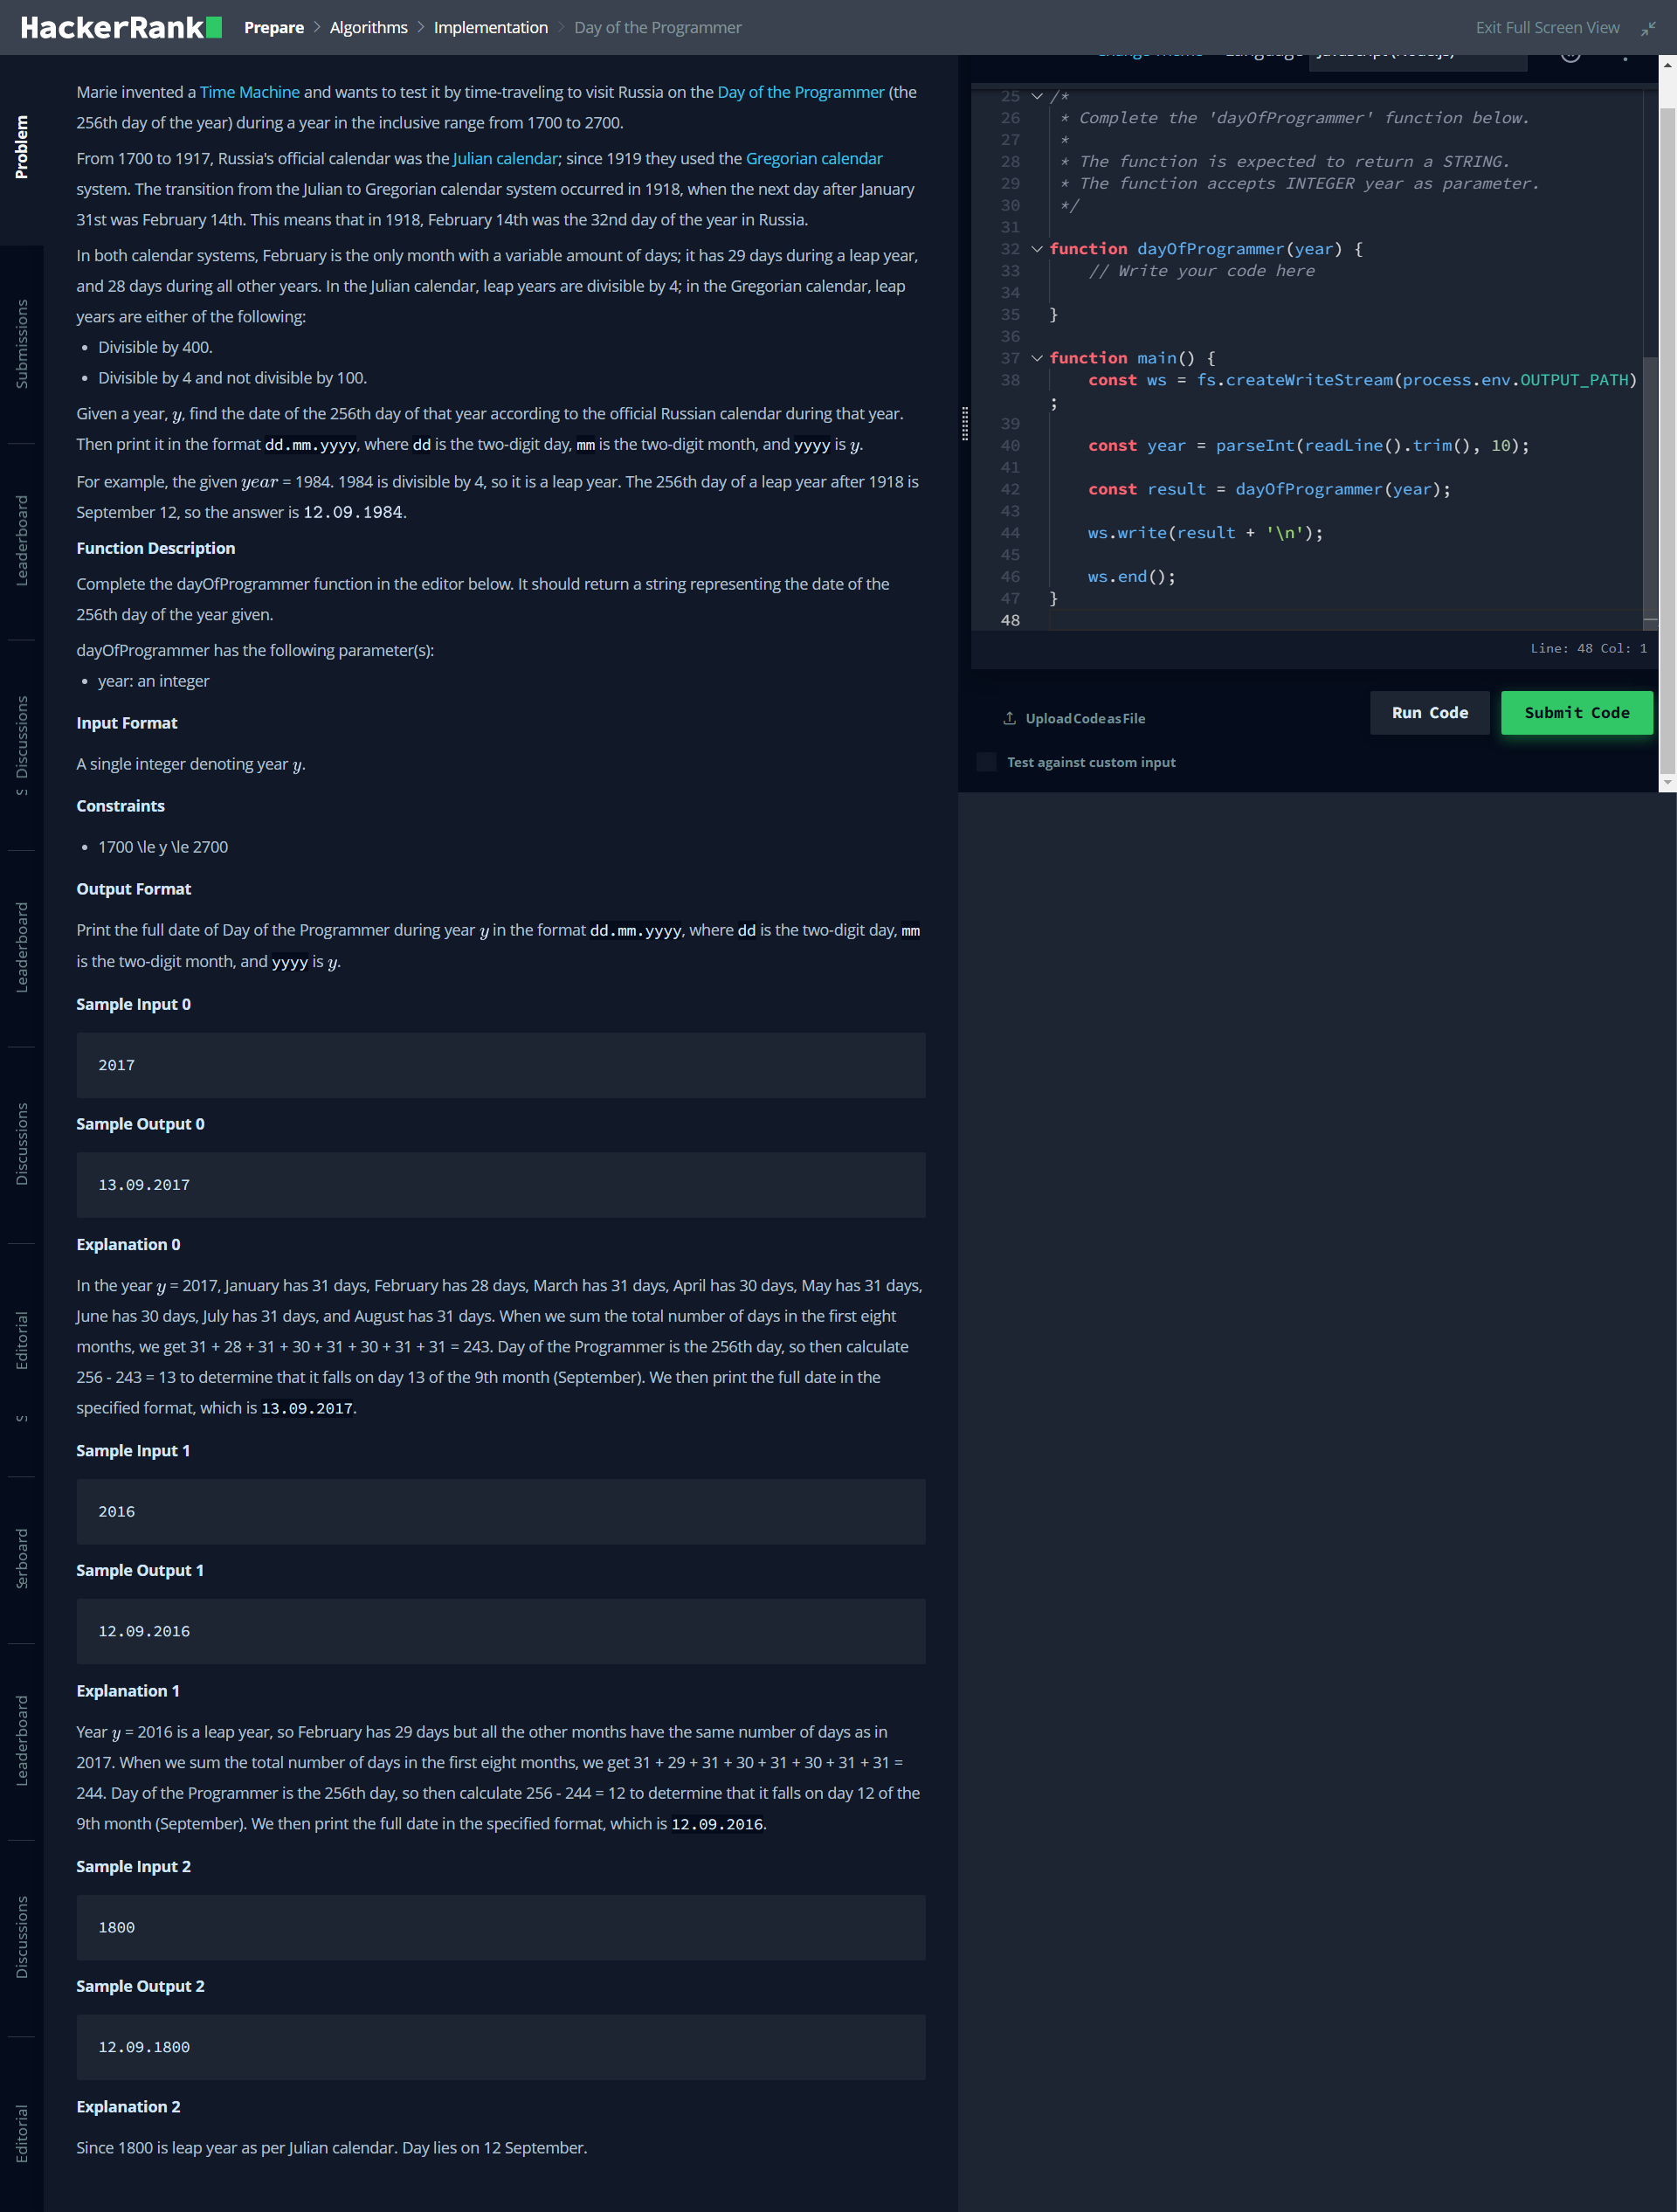 HackerRank Prepare > Algorithms > Implementation > Day of the Programmer
Exit Full Screen View
Problem
Submissions
Leaderboard
Discussions
Leaderboard
Discussions
Editorial
erboard
Leaderboard
Discussions
Editorial
Marie invented a Time Machine and wants to test it by time-traveling to visit Russia on the Day of the Programmer (the
256th day of the year) during a year in the inclusive range from 1700 to 2700.
From 1700 to 1917, Russia's official calendar was the Julian calendar; since 1919 they used the Gregorian calendar
system. The transition from the Julian to Gregorian calendar system occurred in 1918, when the next day after January
31st was February 14th. This means that in 1918, February 14th was the 32nd day of the year in Russia.
In both calendar systems, February is the only month with a variable amount of days; it has 29 days during a leap year,
and 28 days during all other years. In the Julian calendar, leap years are divisible by 4; in the Gregorian calendar, leap
years are either of the following:
• Divisible by 400.
• Divisible by 4 and not divisible by 100.
Given a year, y, find the date of the 256th day of that year according to the official Russian calendar during that year.
Then print it in the format dd.mm.yyyy, where dd is the two-digit day, mm is the two-digit month, and yyyy is y.
For example, the given year = 1984. 1984 is divisible by 4, so it is a leap year. The 256th day of a leap year after 1918 is
September 12, so the answer is 12.09.1984.
Function Description
Complete the dayOfProgrammer function in the editor below. It should return a string representing the date of the
256th day of the year given.
dayOfProgrammer has the following parameter(s):
• year: an integer
Input Format
A single integer denoting year y.
Constraints
• 1700 \le y \le 2700
Output Format
Print the full date of Day of the Programmer during year y in the format dd.mm.yyyy, where dd is the two-digit day, mm
is the two-digit month, and yyyy is y.
Sample Input 0
2017
Sample Output 0
13.09.2017
Explanation 0
In the year y = 2017, January has 31 days, February has 28 days, March has 31 days, April has 30 days, May has 31 days,
June has 30 days, July has 31 days, and August has 31 days. When we sum the total number of days in the first eight
months, we get 31 + 28 + 31 + 30 + 31 + 30 + 31 + 31 = 243. Day of the Programmer is the 256th day, so then calculate
256 - 243 = 13 to determine that it falls on day 13 of the 9th month (September). We then print the full date in the
specified format, which is 13.09.2017.
Sample Input 1
2016
Sample Output 1
12.09.2016
Explanation 1
Year y = 2016 is a leap year, so February has 29 days but all the other months have the same number of days as in
2017. When we sum the total number of days in the first eight months, we get 31 + 29 + 31 + 30 + 31 + 30 + 31 + 31 =
244. Day of the Programmer is the 256th day, so then calculate 256 - 244 = 12 to determine that it falls on day 12 of the
9th month (September). We then print the full date in the specified format, which is 12.09.2016.
Sample Input 2
1800
Sample Output 2
12.09.1800
Explanation 2
Since 1800 is leap year as per Julian calendar. Day lies on 12 September.
25 /*
26 * Complete the 'dayOfProgrammer' function below.
27 *
28 * The function is expected to return a STRING.
29 * The function accepts INTEGER year as parameter.
30 */
31
32 function dayOfProgrammer(year) {
33 // Write your code here
34
35 }
36
37 function main() {
38 const ws = fs.createWriteStream(process.env.OUTPUT_PATH)
;
39
40 const year = parseInt(readLine().trim(), 10);
41
42 const result = dayOfProgrammer(year);
43
44 ws.write(result + '\n');
45
46 ws.end();
47 }
48
Line: 48 Col: 1
Upload Code as File
Run Code
Submit Code
Test against custom input